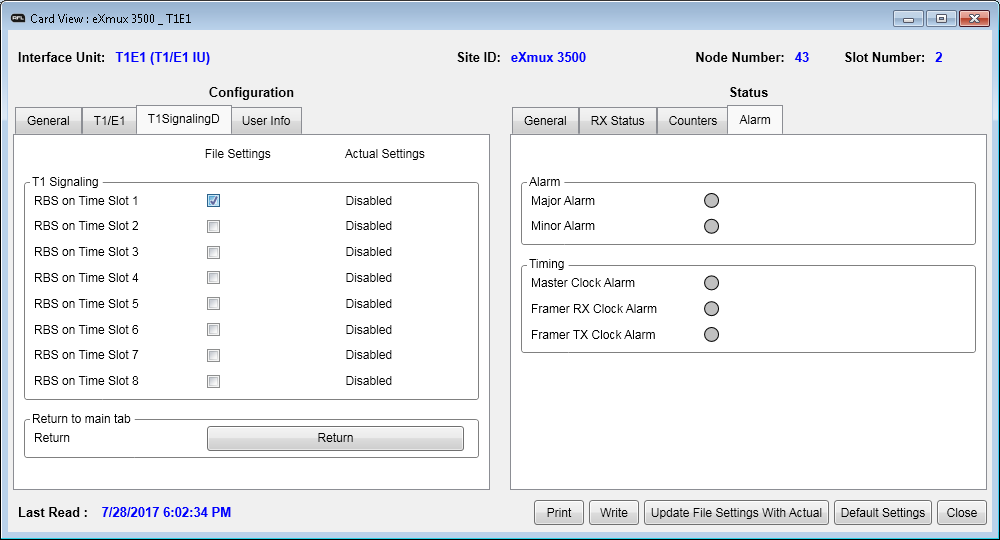 AFL Card View : eXmux 3500 _ T1E1
Interface Unit: T1E1 (T1/E1 IU) Site ID: eXmux 3500 Node Number: 43 Slot Number: 2
Configuration
General T1/E1 T1SignalingD User Info
File Settings Actual Settings
T1 Signaling
RBS on Time Slot 1 Disabled
RBS on Time Slot 2 Disabled
RBS on Time Slot 3 Disabled
RBS on Time Slot 4 Disabled
RBS on Time Slot 5 Disabled
RBS on Time Slot 6 Disabled
RBS on Time Slot 7 Disabled
RBS on Time Slot 8 Disabled
Return to main tab
Return Return
Status
General RX Status Counters Alarm
Alarm
Major Alarm
Minor Alarm
Timing
Master Clock Alarm
Framer RX Clock Alarm
Framer TX Clock Alarm
Last Read : 7/28/2017 6:02:34 PM
Print Write Update File Settings With Actual Default Settings Close